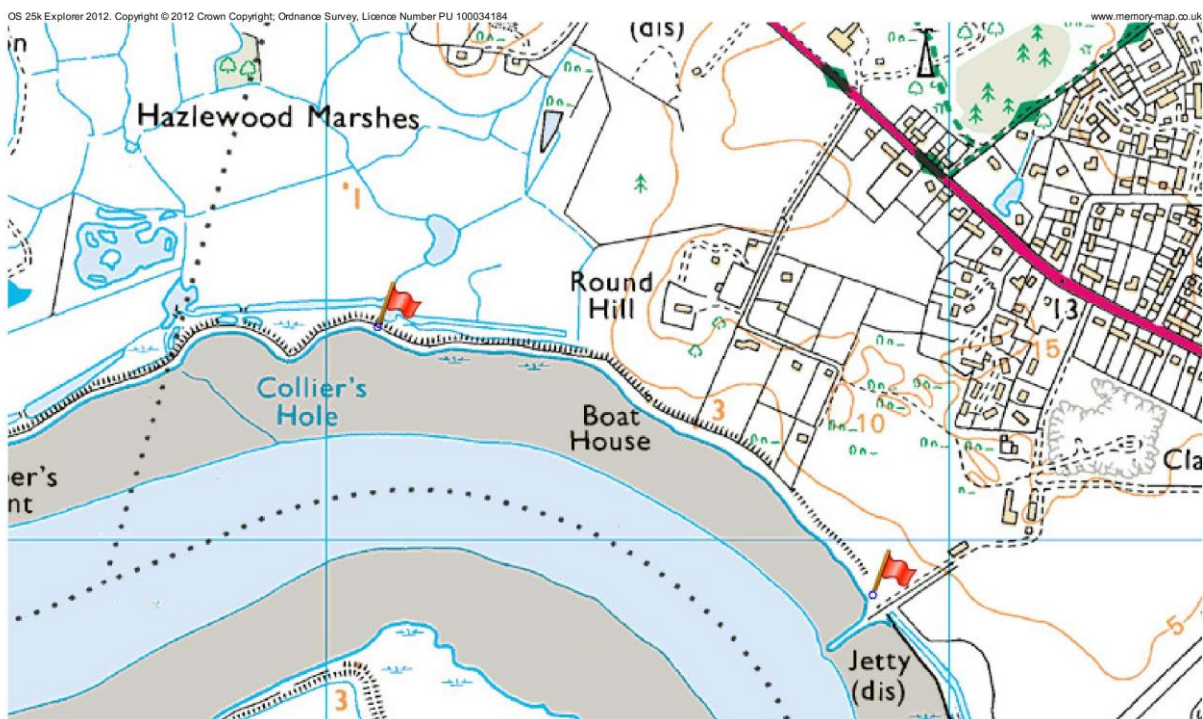 OS 25k Explorer 2012. Copyright © 2012 Crown Copyright; Ordnance Survey, Licence Number PU 100034184
www.memory-map.co.uk
on
(dis)
Hazlewood Marshes
1
Round
Hill
13
15
Collier's
Hole
Boat
House
3
10
er's
nt
Cla
5
Jetty
(dis)
3